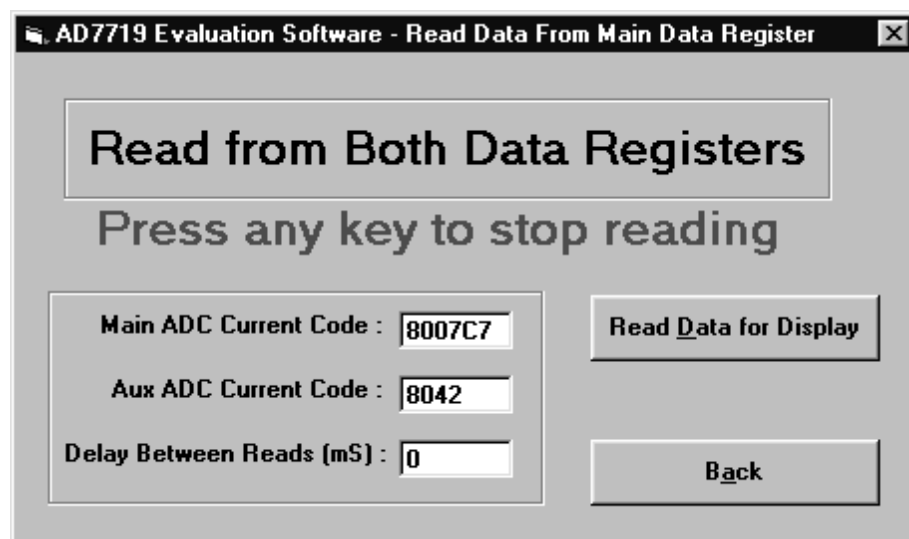 AD7719 Evaluation Software - Read Data From Main Data Register
Read from Both Data Registers
Press any key to stop reading
Main ADC Current Code : 8007C7
Read Data for Display
Aux ADC Current Code : 8042
Delay Between Reads (mS) : 0
Back